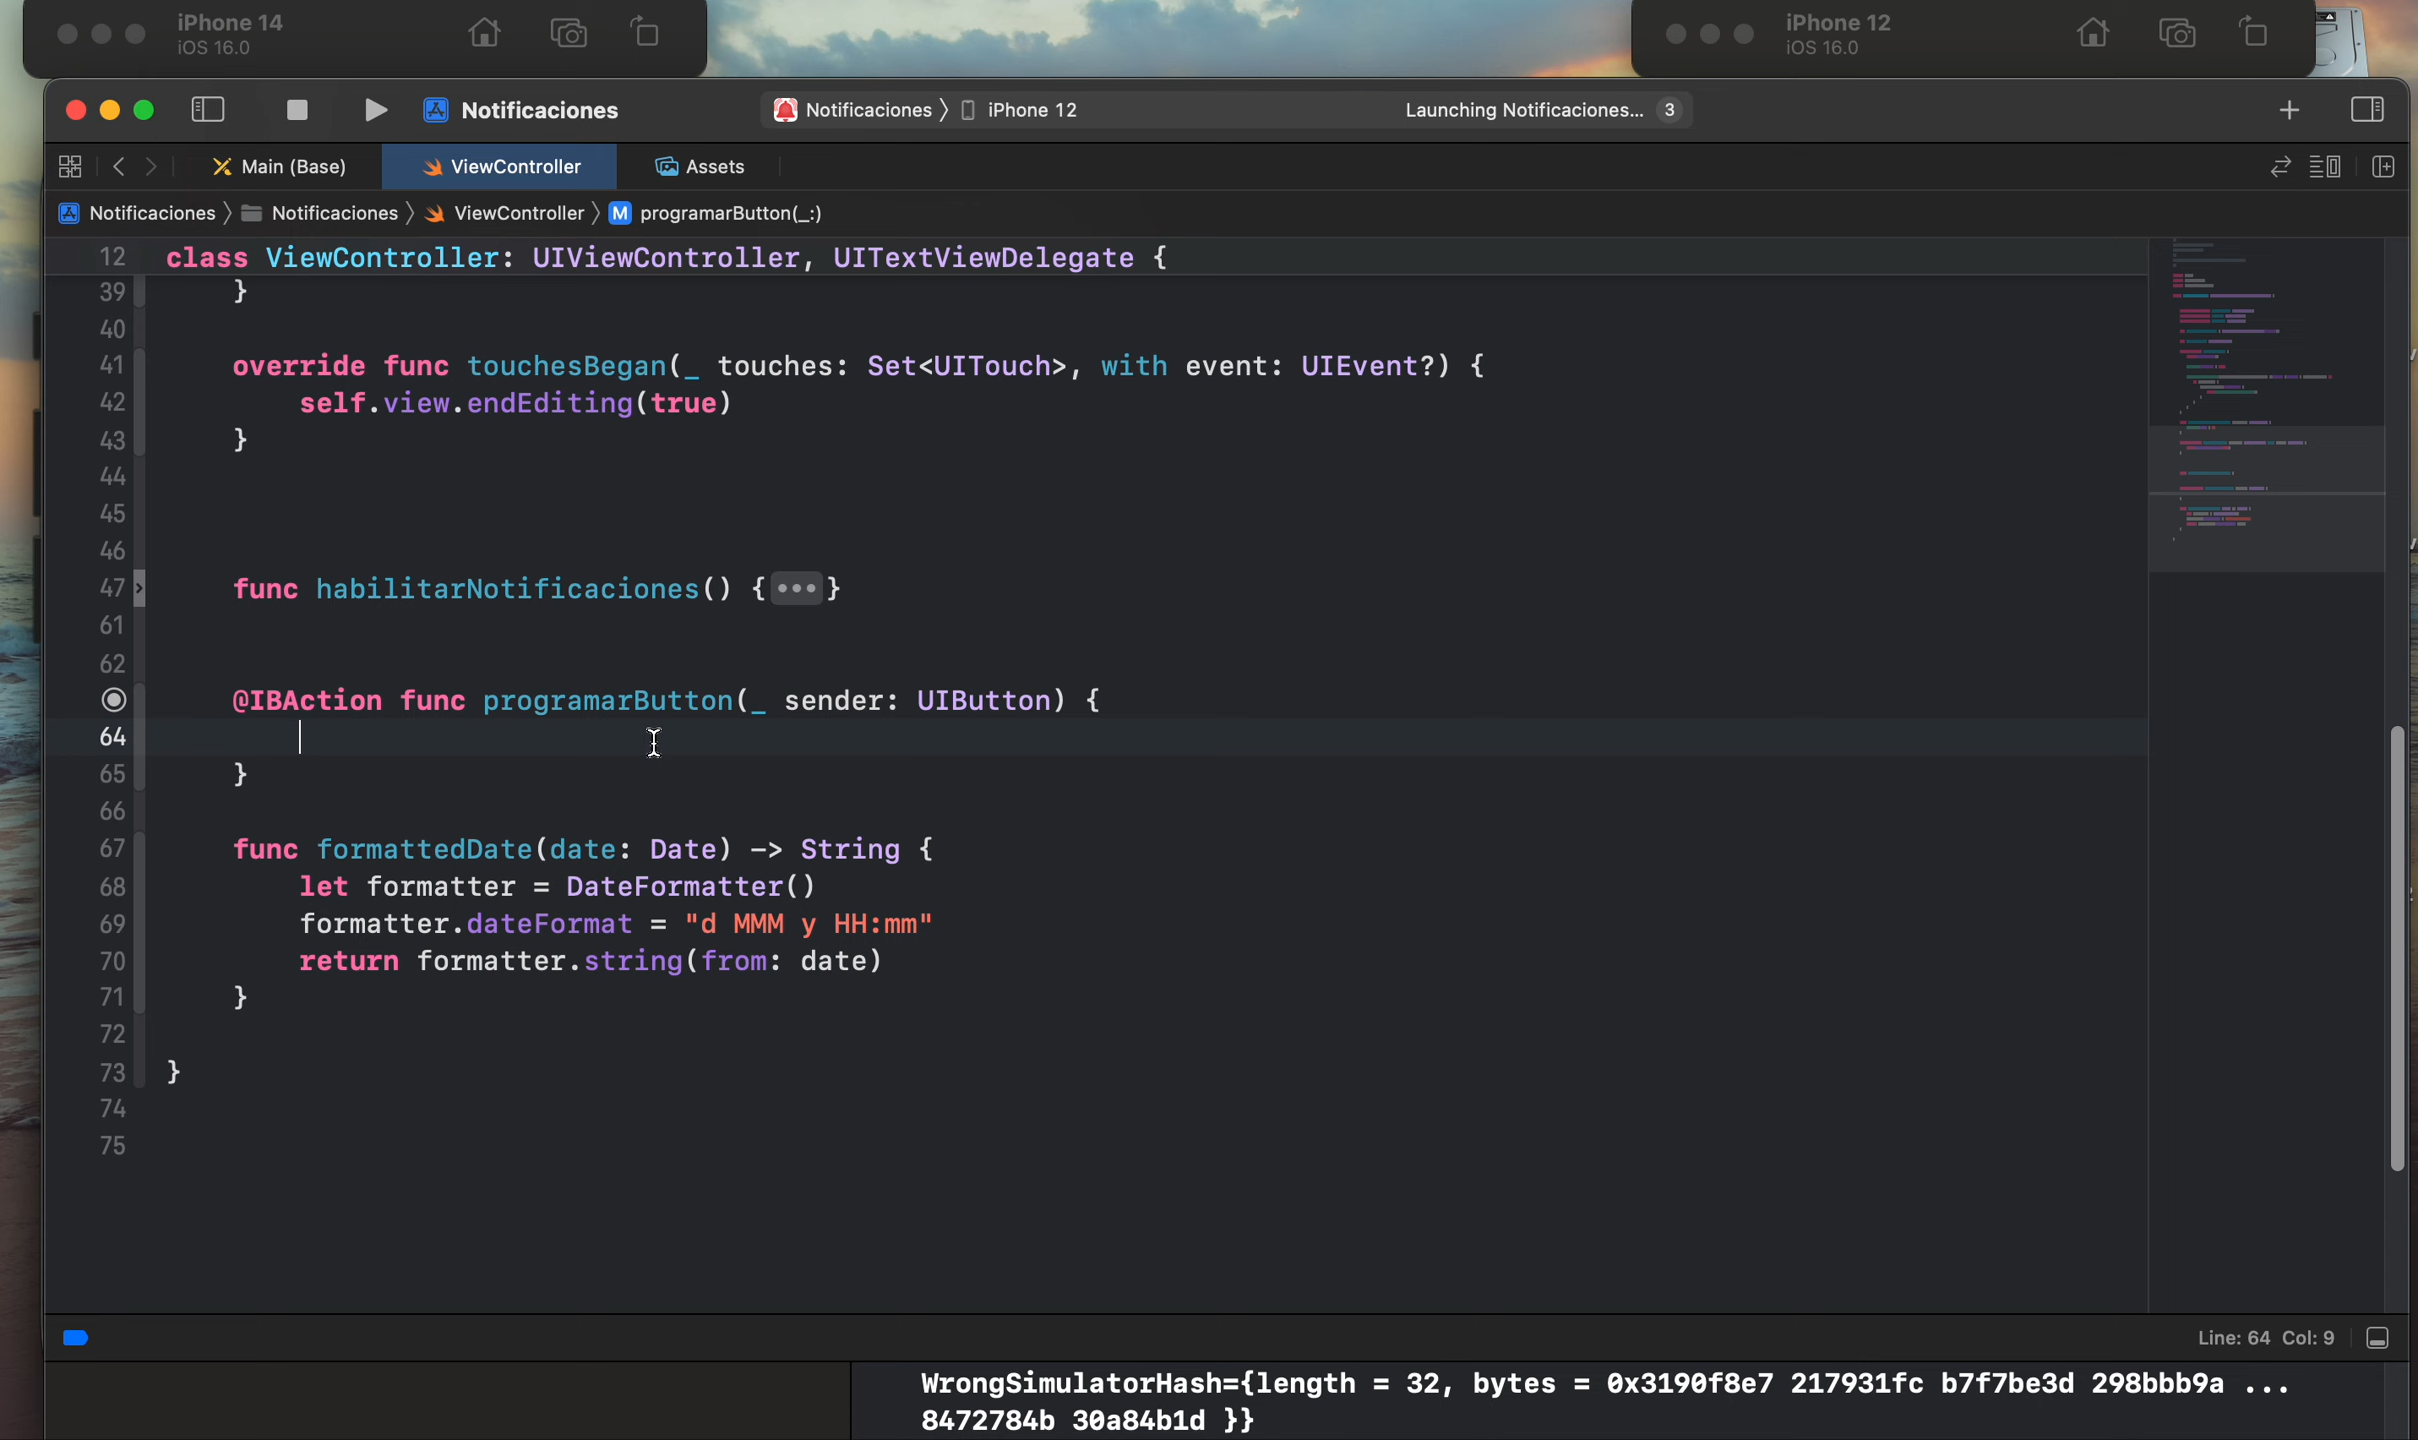 iPhone 14
iOS 16.0
iPhone 12
iOS 16.0
Notificaciones
Notificaciones
iPhone 12
Launching Notificaciones...
3
Main (Base)
ViewController
Assets
Notificaciones
Notificaciones
ViewController
M
programarButton(_:)
12 class ViewController: UIViewController, UITextViewDelegate {
39 }
40
41 override func touchesBegan(_ touches: Set<UITouch>, with event: UIEvent?) {
42 self.view.endEditing(true)
43 }
44
45
46
47 func habilitarNotificaciones() {•••}
61
62
@IBAction func programarButton(_ sender: UIButton) {
64
65 }
66
67 func formattedDate(date: Date) -> String {
68 let formatter = DateFormatter()
69 formatter.dateFormat = "d MMM y HH:mm"
70 return formatter.string(from: date)
71 }
72
73 }
74
75
Line: 64 Col: 9
WrongSimulatorHash={length = 32, bytes = 0x3190f8e7 217931fc b7f7be3d 298bbb9a ...
8472784b 30a84b1d }}